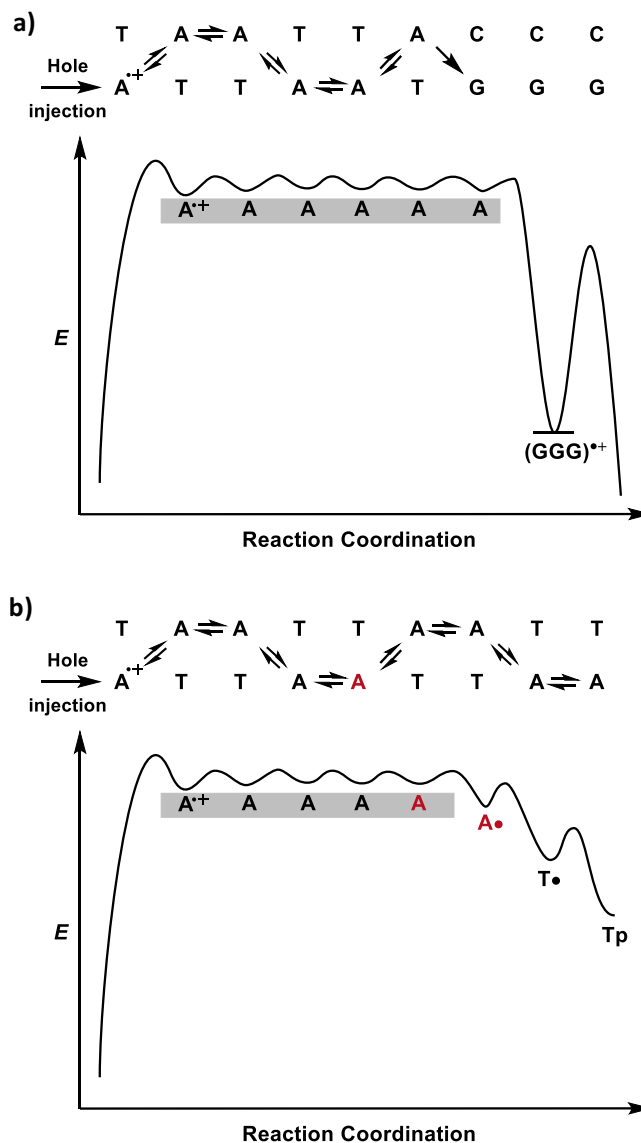 a)
T A A T T A C C C
Hole
injection
A•+ T T A A T G G G
E
A•+ A A A A A
(GGG)•+
Reaction Coordination
b)
T A A T T A A T T
Hole
injection
A•+ T T A A T T A A
E
A•+ A A A A
A•
T•
Tp
Reaction Coordination